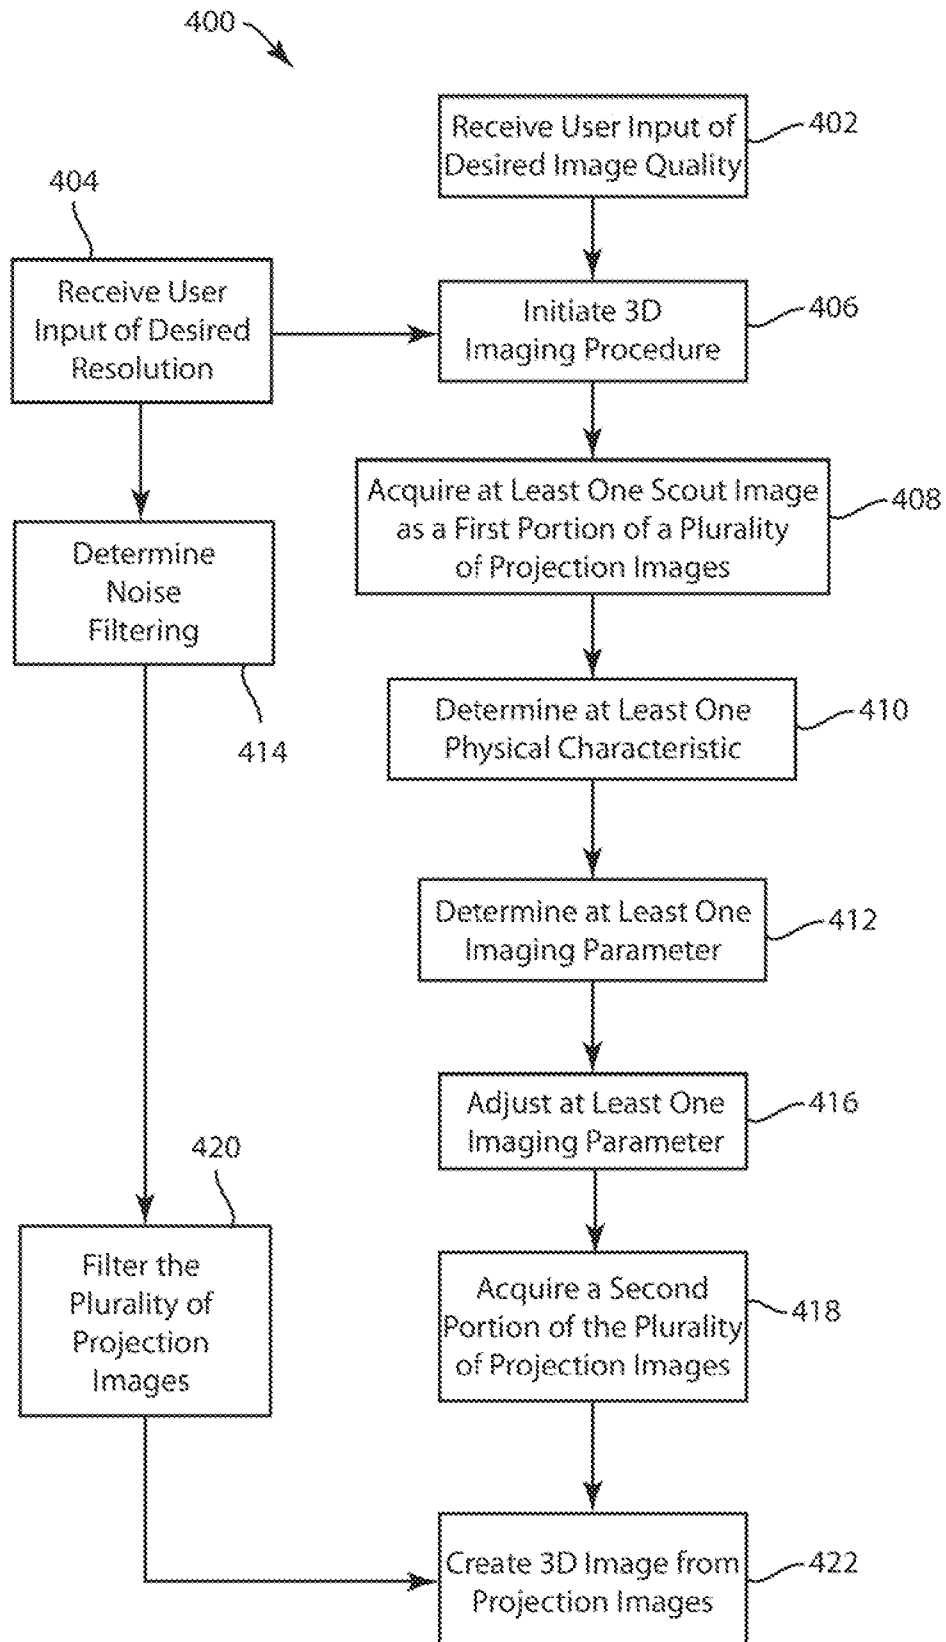 400
Receive User Input of
Desired Image Quality
402
404
Receive User
Input of Desired
Resolution
Initiate 3D
Imaging Procedure
406
Acquire at Least One Scout Image
as a First Portion of a Plurality
of Projection Images
408
Determine
Noise
Filtering
414
Determine at Least One
Physical Characteristic
410
Determine at Least One
Imaging Parameter
412
Adjust at Least One
Imaging Parameter
416
420
Filter the
Plurality of
Projection
Images
Acquire a Second
Portion of the Plurality
of Projection Images
418
Create 3D Image from
Projection Images
422